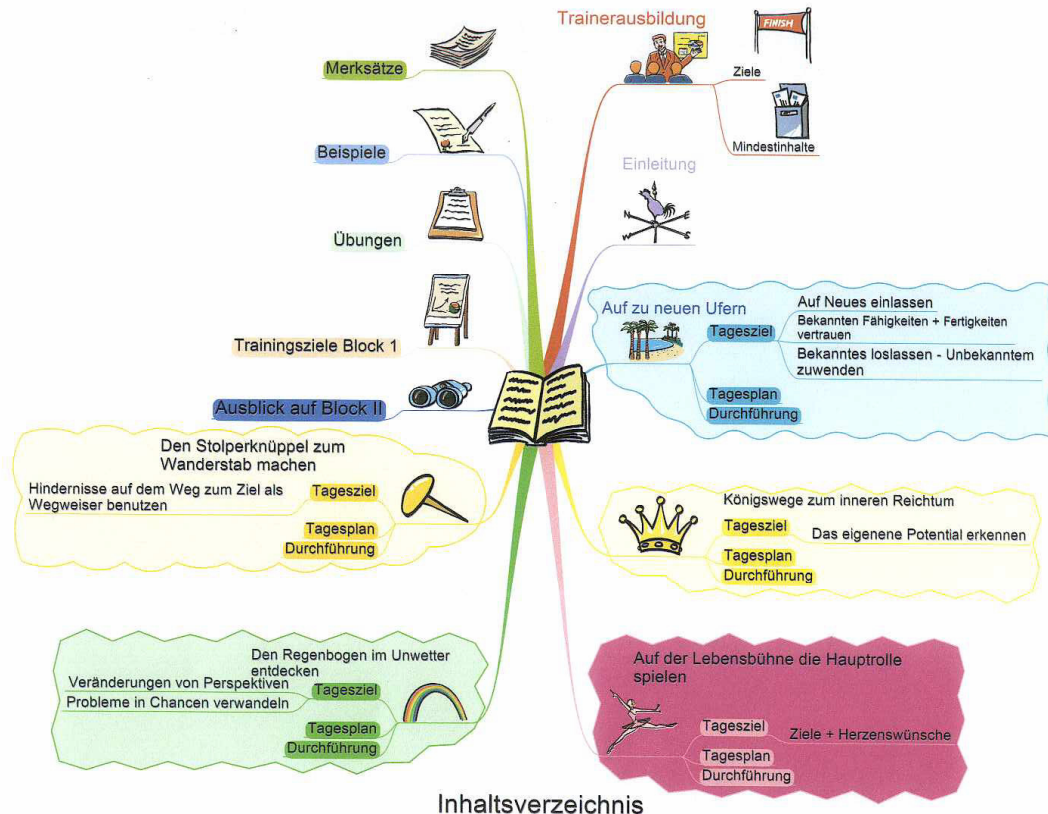 Trainerausbildung
FINISH
Ziele
Mindestinhalte
Einleitung
N
E
W
S
Auf zu neuen Ufern
Tagesziel
Auf Neues einlassen
Bekannten Fähigkeiten + Fertigkeiten
vertrauen
Bekanntes loslassen - Unbekanntem
zuwenden
Tagesplan
Durchführung
Königswege zum inneren Reichtum
Tagesziel
Das eigenene Potential erkennen
Tagesplan
Durchführung
Auf der Lebensbühne die Hauptrolle
spielen
Tagesziel
Ziele + Herzenswünsche
Tagesplan
Durchführung
Den Regenbogen im Unwetter
entdecken
Veränderungen von Perspektiven
Tagesziel
Probleme in Chancen verwandeln
Tagesplan
Durchführung
Den Stolperknüppel zum
Wanderstab machen
Hindernisse auf dem Weg zum Ziel als
Wegweiser benutzen
Tagesziel
Tagesplan
Durchführung
Ausblick auf Block II
Trainingsziele Block 1
Übungen
Beispiele
Merksätze
Inhaltsverzeichnis